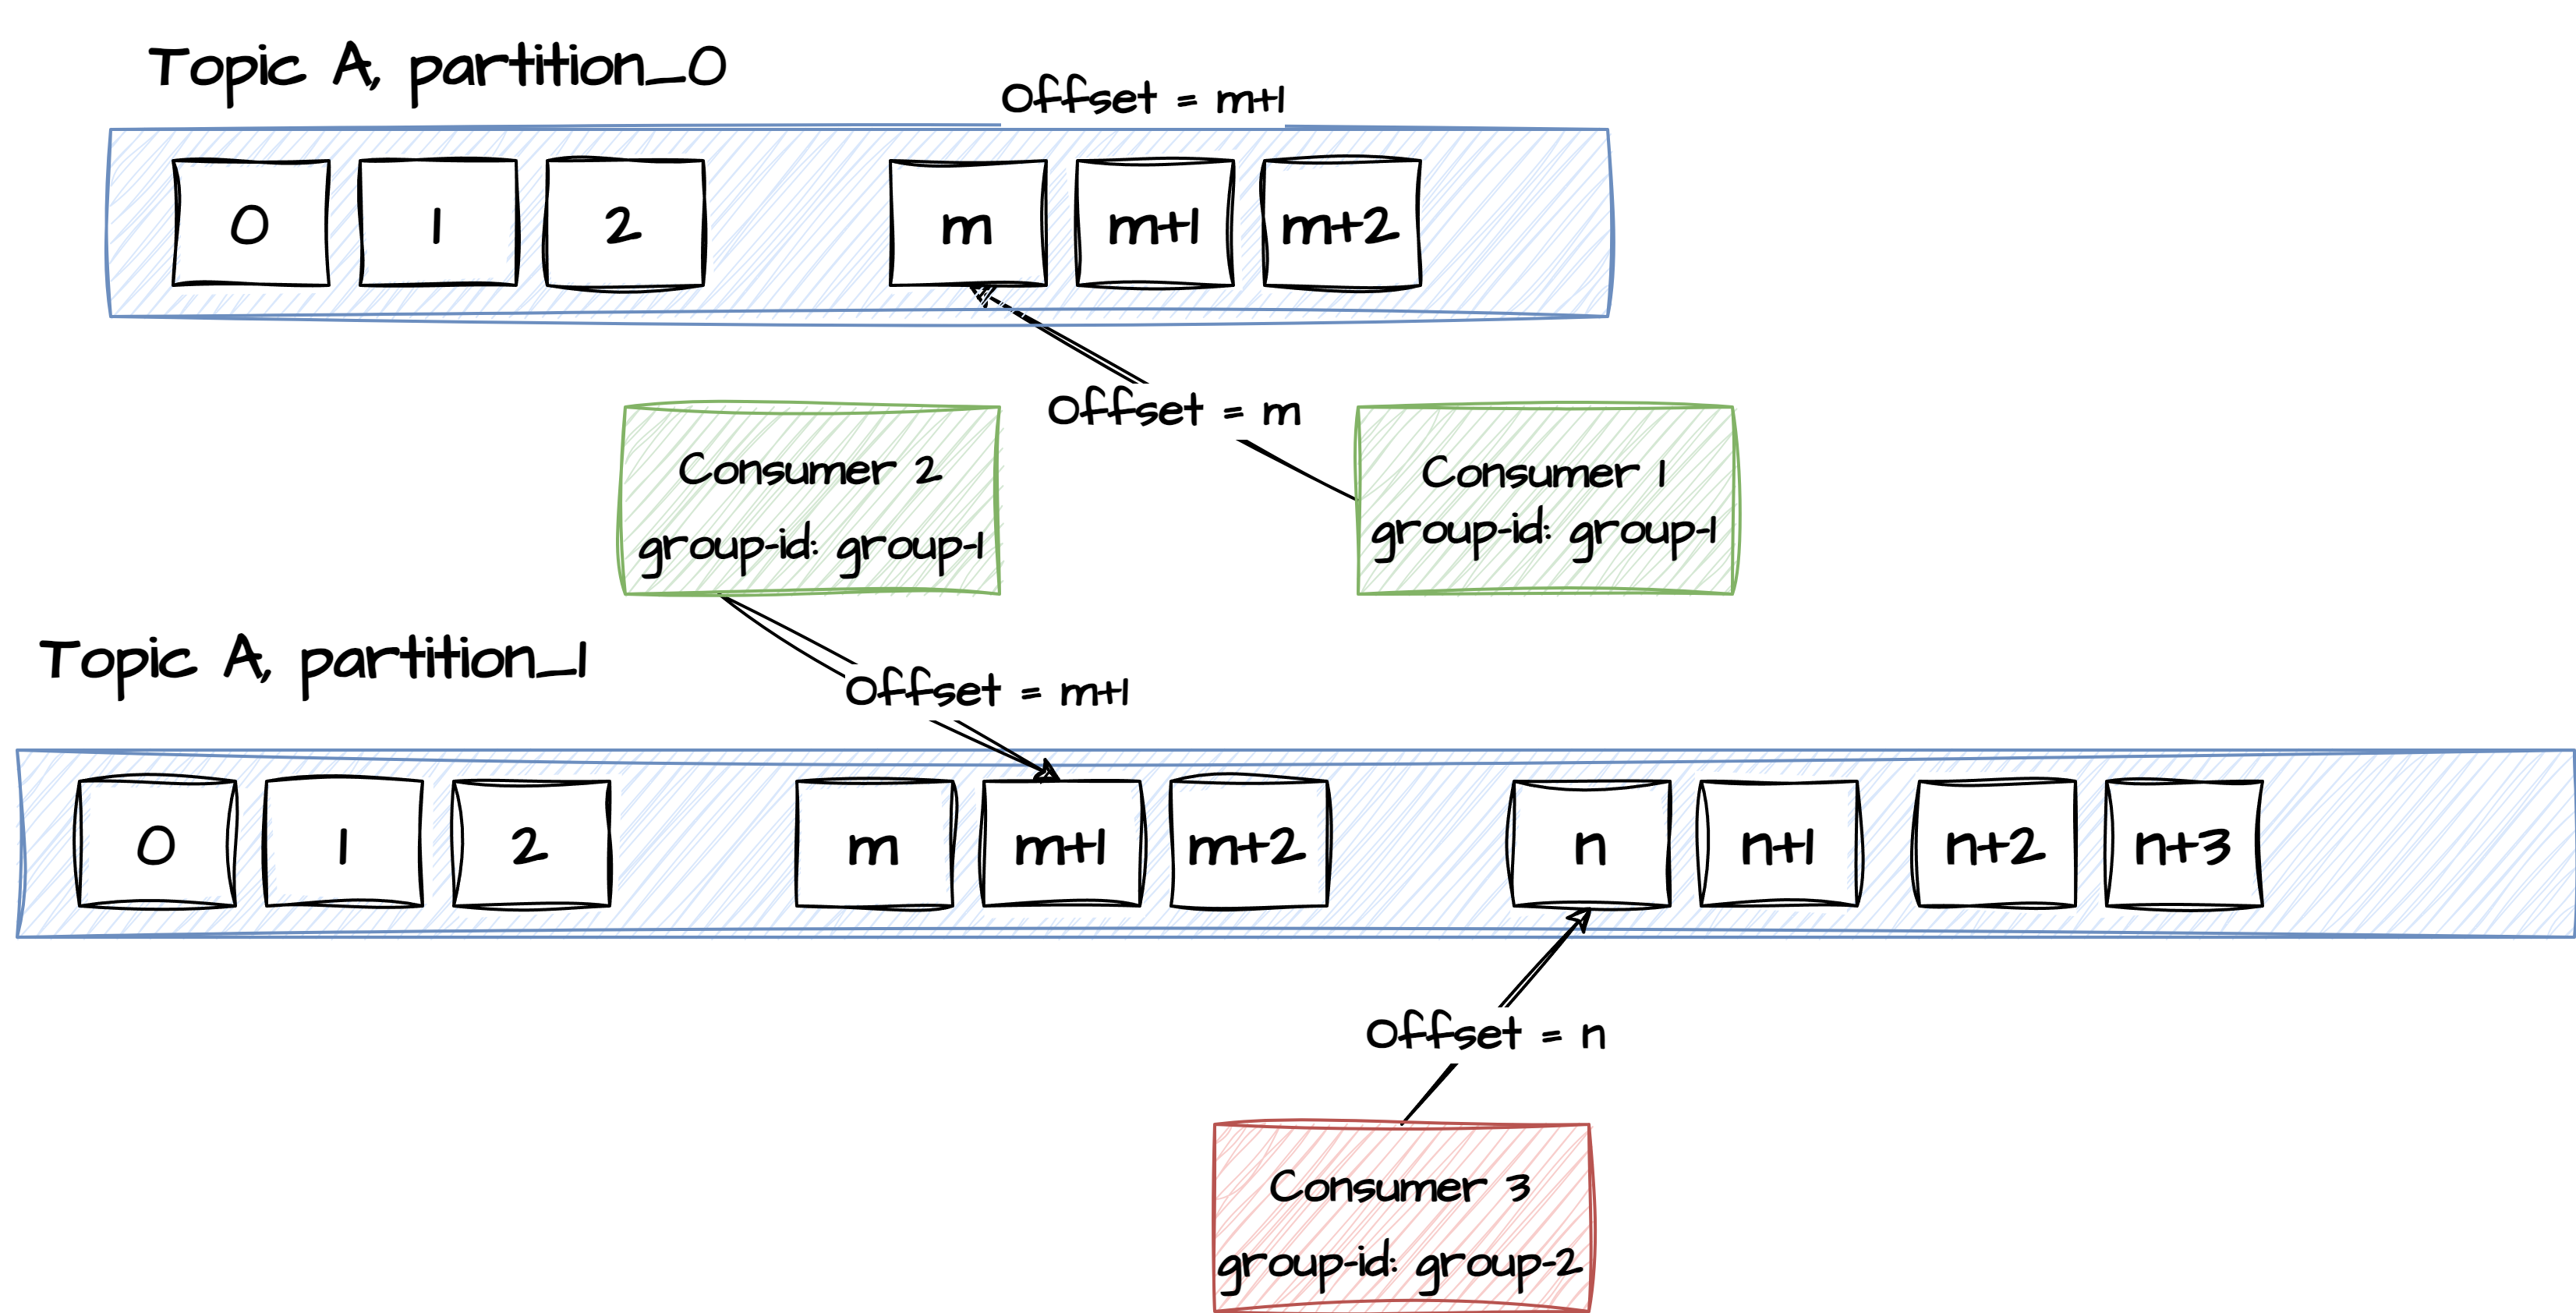 Topic A, partition_0
Offset = m+1
0
1
2
m
m+1
m+2
Offset = m
Consumer 2
group-id: group-1
Consumer 1
group-id: group-1
Topic A, partition_1
Offset = m+1
0
1
2
m
m+1
m+2
n
n+1
n+2
n+3
Offset = n
Consumer 3
group-id: group-2